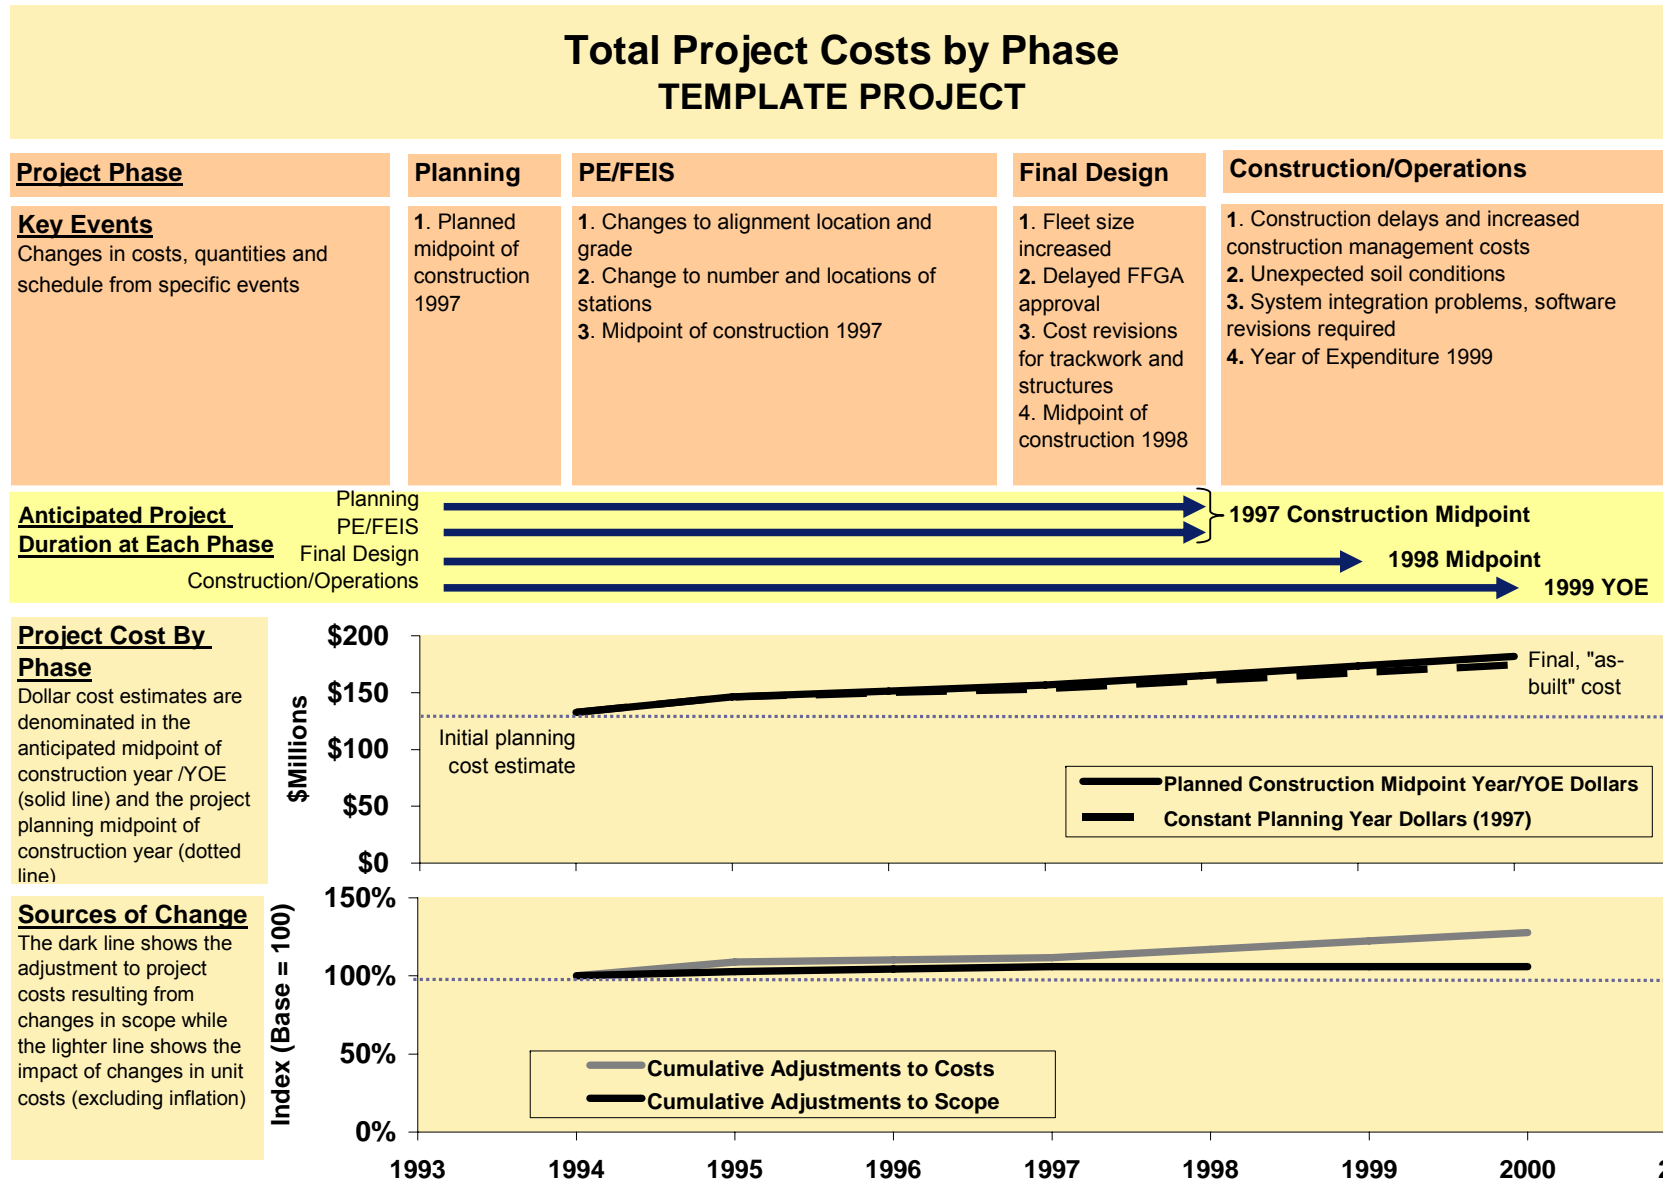 Total Project Costs by Phase
TEMPLATE PROJECT
Project Phase
Planning
PE/FEIS
Final Design
Construction/Operations
Key Events
Changes in costs, quantities and
schedule from specific events
1. Planned
midpoint of
construction
1997
1. Changes to alignment location and
grade
2. Change to number and locations of
stations
3. Midpoint of construction 1997
1. Fleet size
increased
2. Delayed FFGA
approval
3. Cost revisions
for trackwork and
structures
4. Midpoint of
construction 1998
1. Construction delays and increased
construction management costs
2. Unexpected soil conditions
3. System integration problems, software
revisions required
4. Year of Expenditure 1999
Anticipated Project
Duration at Each Phase
Planning
PE/FEIS
Final Design
Construction/Operations
1997 Construction Midpoint
1998 Midpoint
1999 YOE
Project Cost By
Phase
Dollar cost estimates are
denominated in the
anticipated midpoint of
construction year /YOE
(solid line) and the project
planning midpoint of
construction year (dotted
line)
$Millions
$200
$150
$100
$50
$0
Initial planning
cost estimate
Final, "as-
built" cost
Planned Construction Midpoint Year/YOE Dollars
Constant Planning Year Dollars (1997)
Sources of Change
The dark line shows the
adjustment to project
costs resulting from
changes in scope while
the lighter line shows the
impact of changes in unit
costs (excluding inflation)
Index (Base = 100)
150%
100%
50%
0%
Cumulative Adjustments to Costs
Cumulative Adjustments to Scope
1993 1994 1995 1996 1997 1998 1999 2000